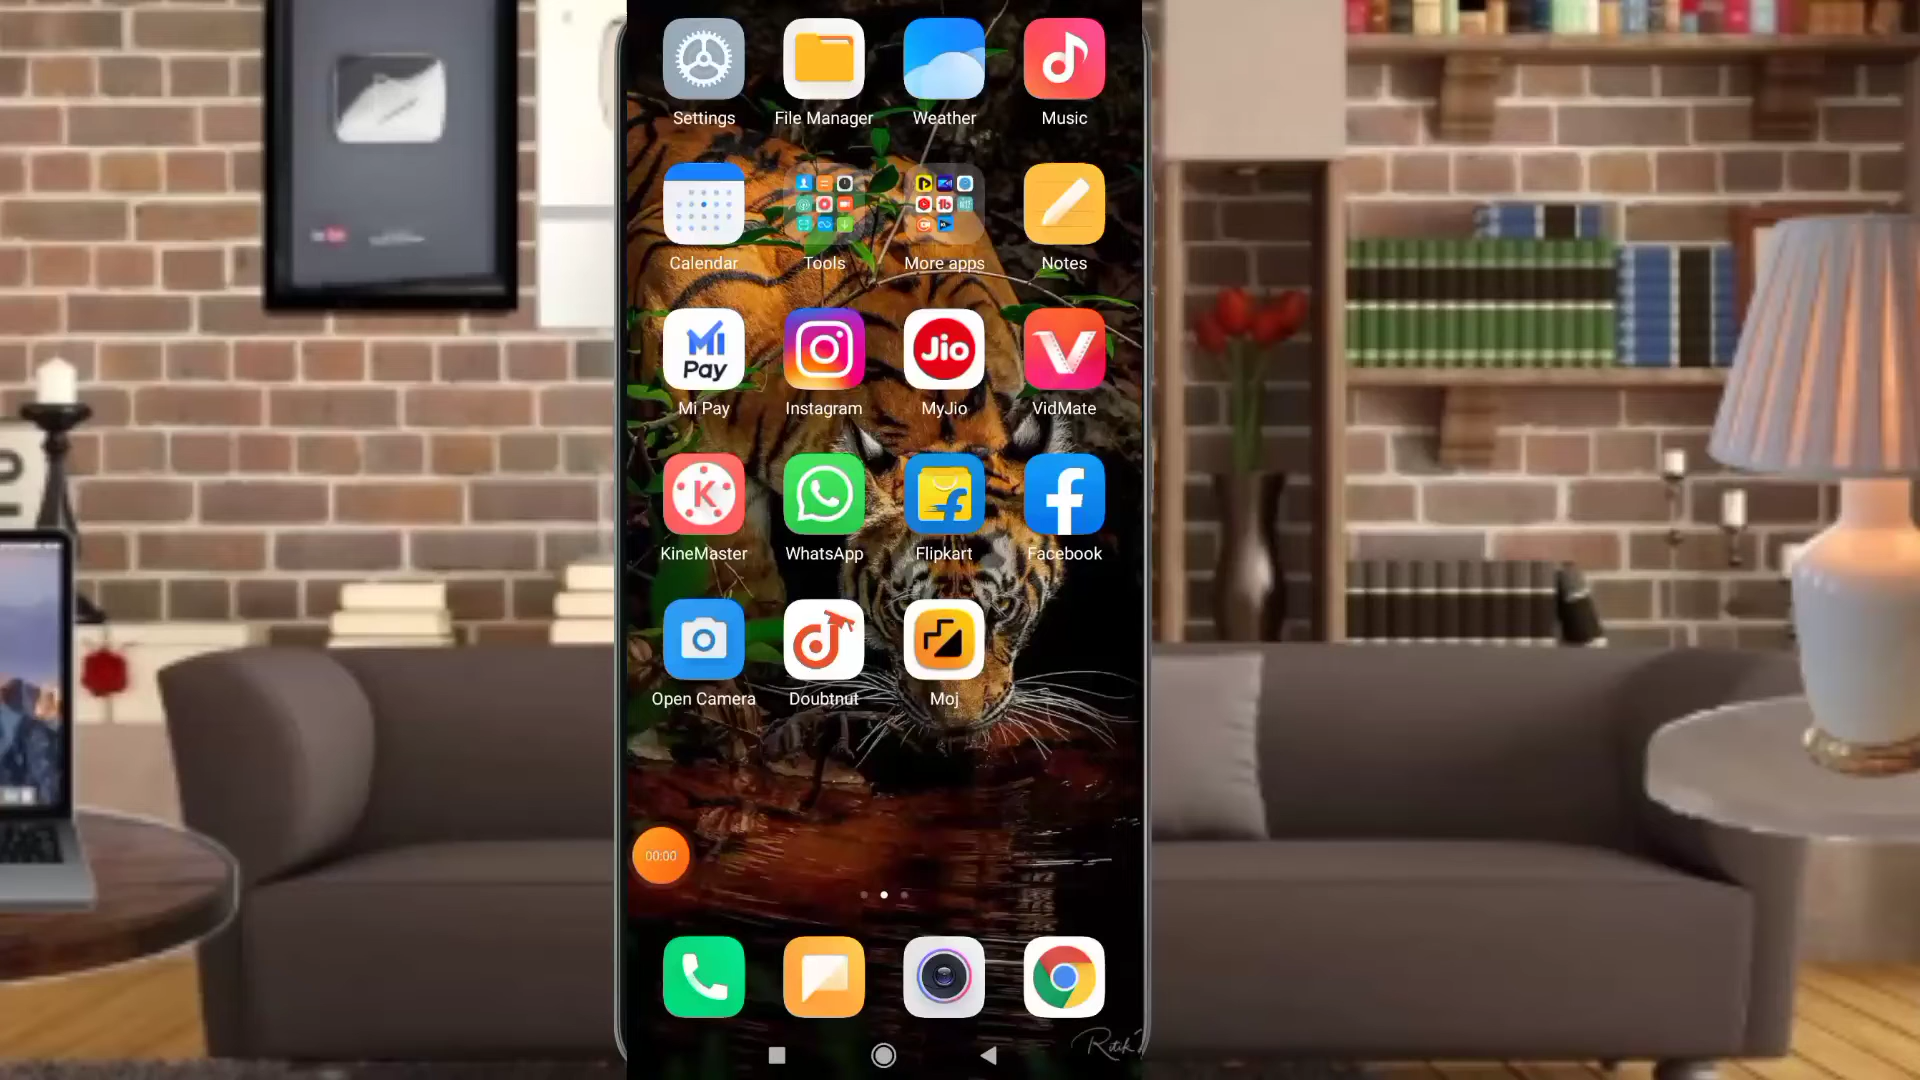 Settings File Manager Weather Music
Calendar Tools More apps Notes
Mi Pay Jio
Mi Pay Instagram MyJio VidMate
K
KineMaster WhatsApp Flipkart Facebook
Open Camera Doubtnut Moj
00:00